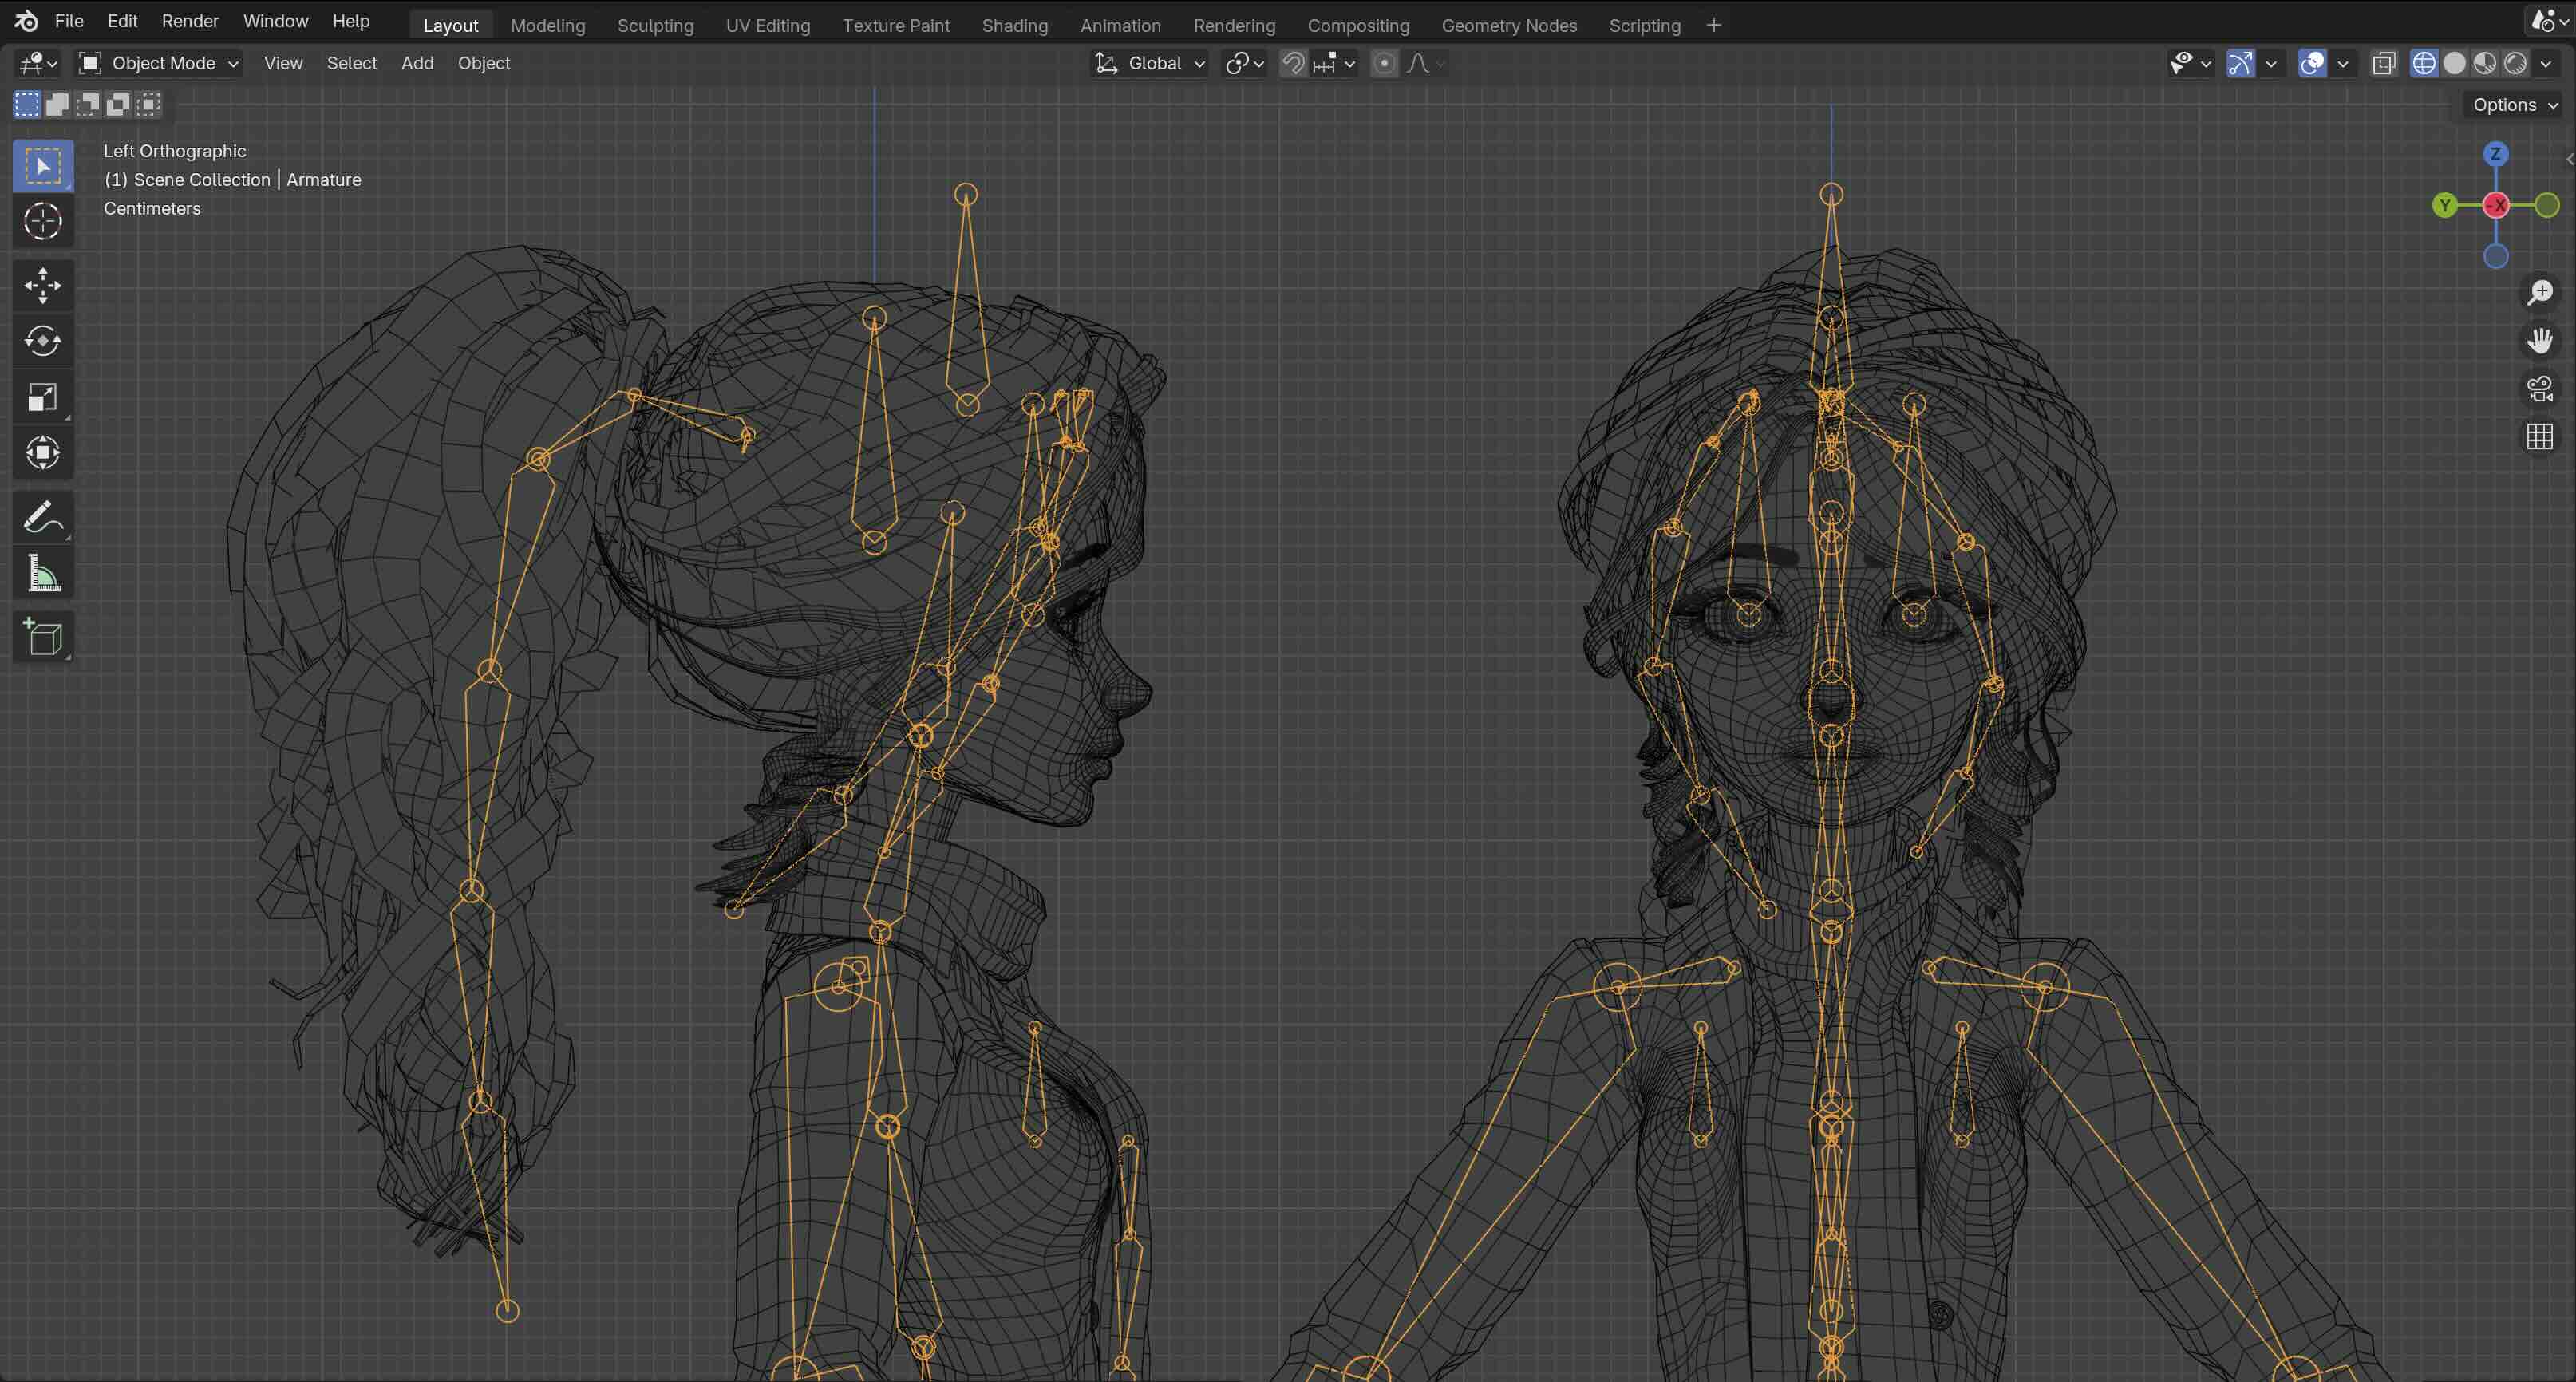 File Edit Render Window Help Layout Modeling Sculpting UV Editing Texture Paint Shading Animation Rendering Compositing Geometry Nodes Scripting +
Object Mode View Select Add Object Global
Options
Left Orthographic
(1) Scene Collection | Armature
Centimeters
Z
Y -X